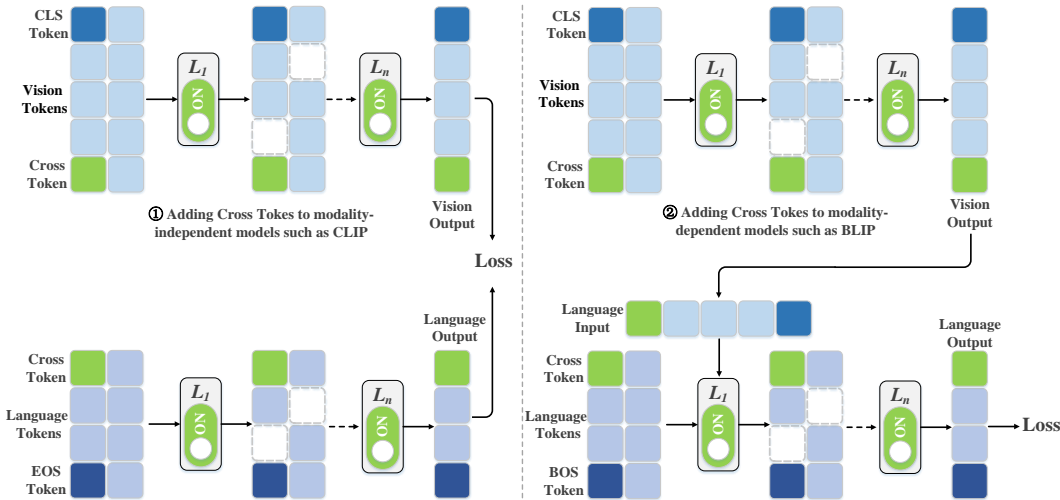 CLS
Token
Vision
Tokens
Cross
Token
L1
ON
Ln
ON
Vision
Output
① Adding Cross Tokes to modality-
independent models such as CLIP
Loss
Language
Output
Cross
Token
Language
Tokens
EOS
Token
L1
ON
Ln
ON
CLS
Token
Vision
Tokens
Cross
Token
L1
ON
Ln
ON
Vision
Output
② Adding Cross Tokes to modality-
dependent models such as BLIP
Language
Input
Language
Output
Cross
Token
Language
Tokens
BOS
Token
L1
ON
Ln
ON
Loss